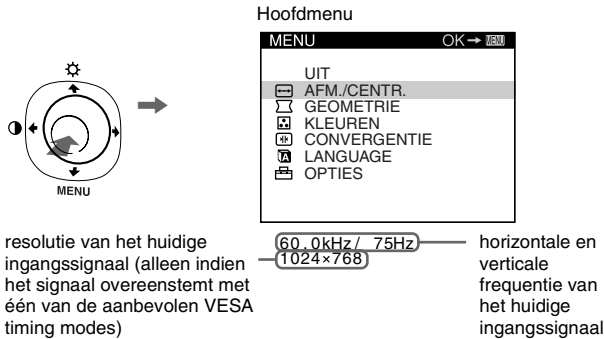 Hoofdmenu
MENU OK→ MENU
UIT
AFM./CENTR.
GEOMETRIE
KLEUREN
CONVERGENTIE
LANGUAGE
OPTIES
MENU
60.0kHz/ 75Hz
1024×768
resolutie van het huidige
ingangssignaal (alleen indien
het signaal overeenstemt met
één van de aanbevolen VESA
timing modes)
horizontale en
verticale
frequentie van
het huidige
ingangssignaal